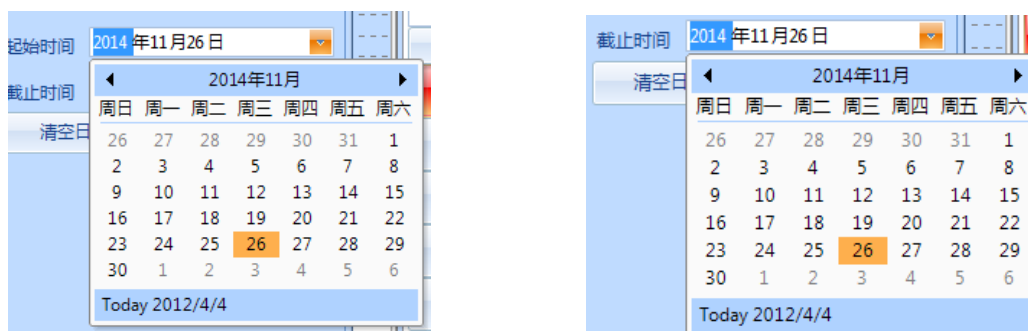 起始时间 2014 年11月26日
截止时间
清空日
2014年11月
周日 周一 周二 周三 周四 周五 周六
26 27 28 29 30 31 1
2 3 4 5 6 7 8
9 10 11 12 13 14 15
16 17 18 19 20 21 22
23 24 25 26 27 28 29
30 1 2 3 4 5 6
Today 2012/4/4
截止时间 2014 年11月26日
清空日
2014年11月
周日 周一 周二 周三 周四 周五 周六
26 27 28 29 30 31 1
2 3 4 5 6 7 8
9 10 11 12 13 14 15
16 17 18 19 20 21 22
23 24 25 26 27 28 29
30 1 2 3 4 5 6
Today 2012/4/4